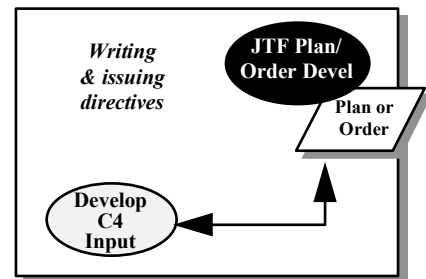 Writing
& issuing
directives
JTF Plan/
Order Devel
Plan or
Order
Develop
C4
Input